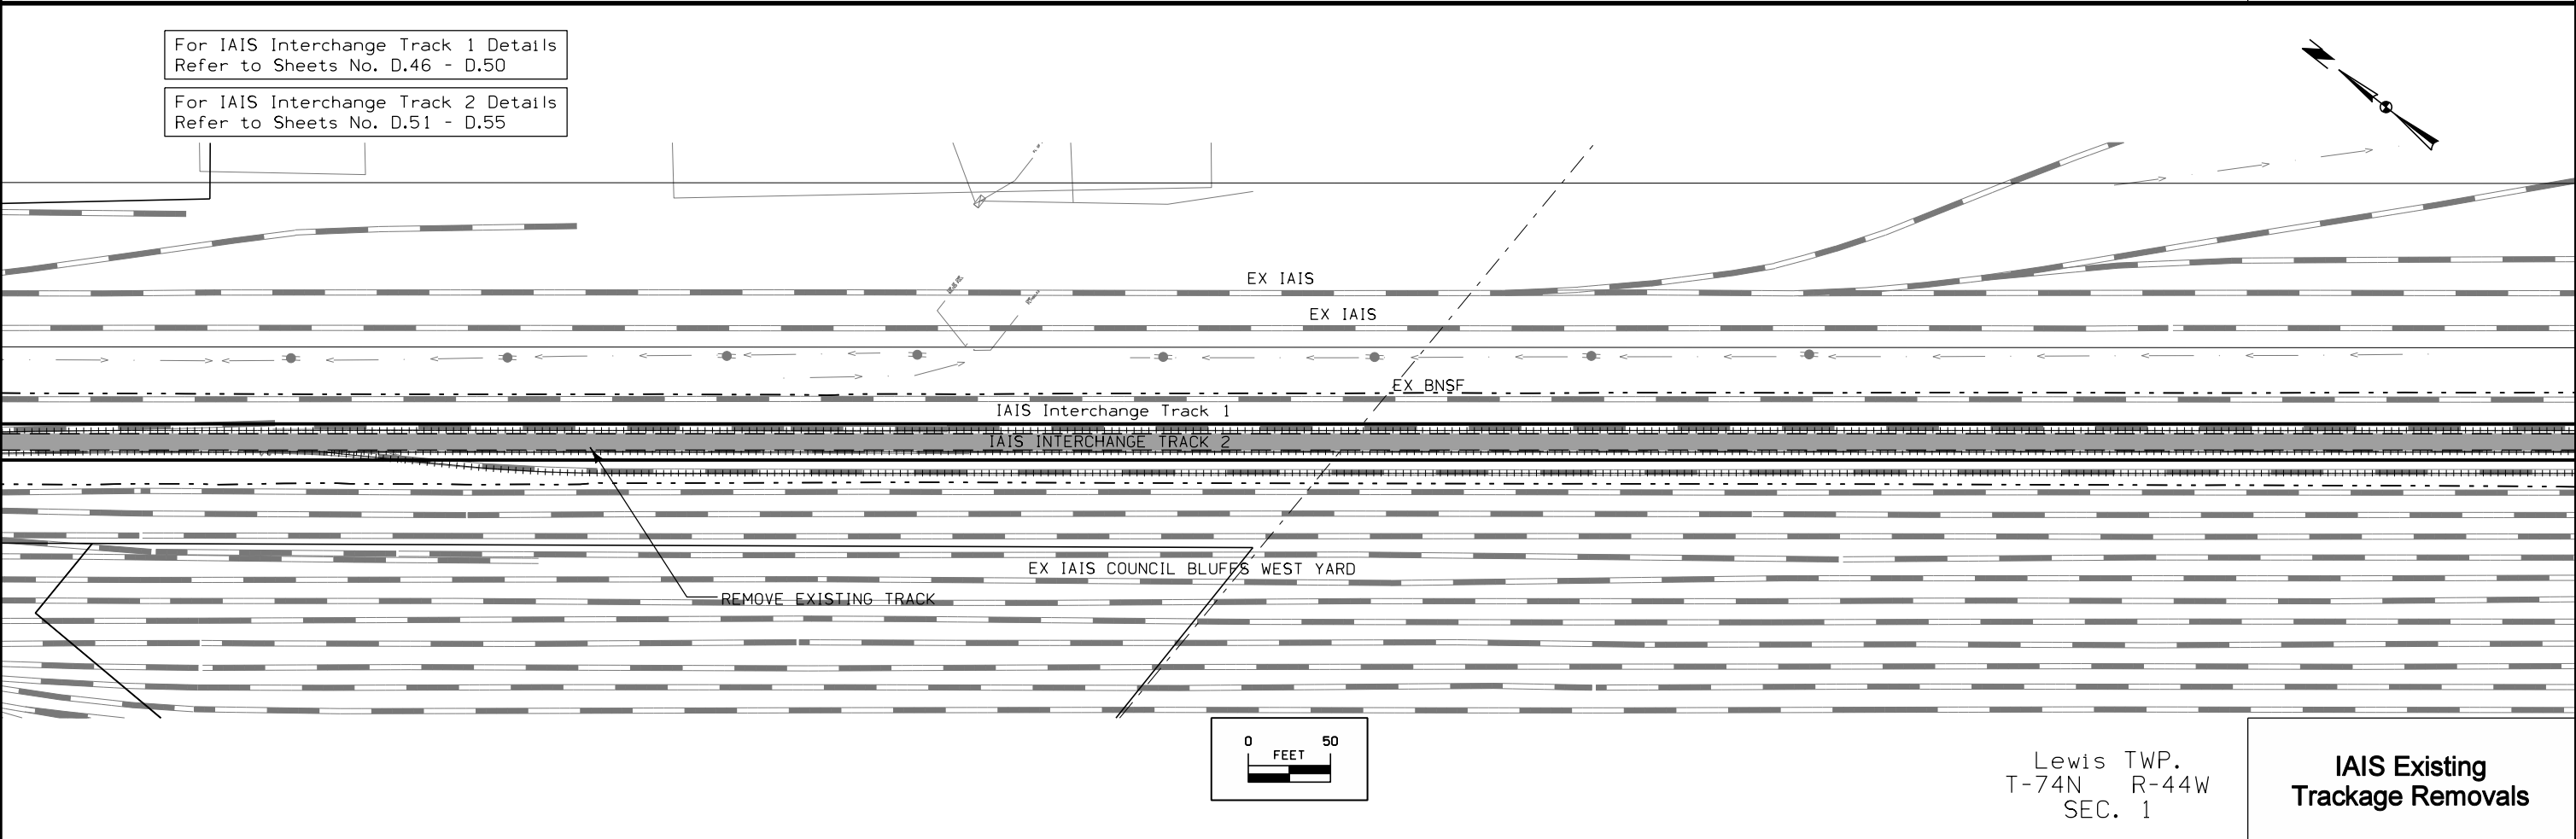 For IAIS Interchange Track 1 Details
Refer to Sheets No. D.46 - D.50
For IAIS Interchange Track 2 Details
Refer to Sheets No. D.51 - D.55
N
EX IAIS
EX IAIS
EX BNSF
IAIS Interchange Track 1
IAIS INTERCHANGE TRACK 2
EX IAIS COUNCIL BLUFFS WEST YARD
REMOVE EXISTING TRACK
0 50
FEET
Lewis TWP.
T-74N R-44W
SEC. 1
IAIS Existing
Trackage Removals